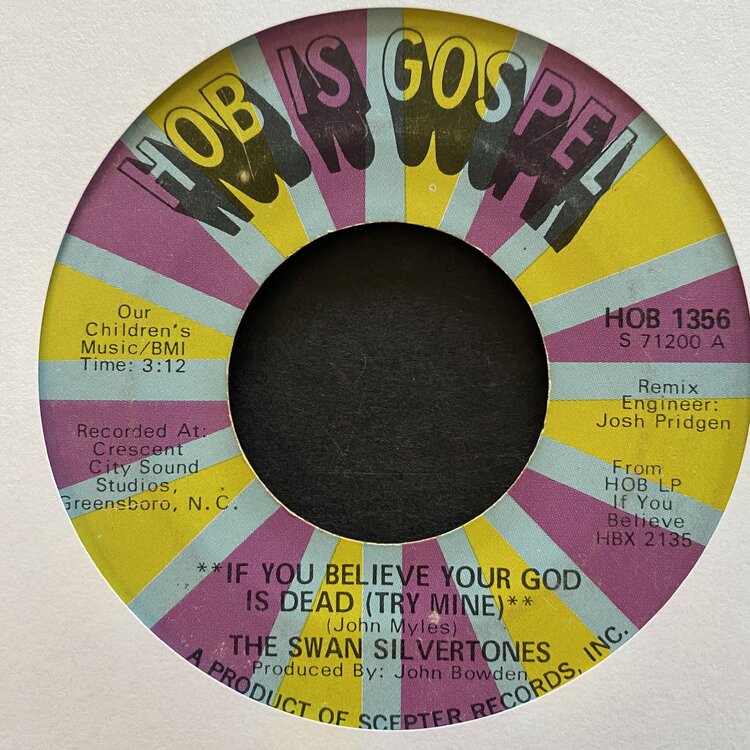 HOB IS GOSPEL
Our
Children's
Music/BMI
Time: 3:12
Recorded At:
Crescent
City Sound
Studios,
Greensboro, N.C.
HOB 1356
S 71200 A
Remix
Engineer:
Josh Pridgen
From
HOB LP
If You
Believe
HBX 2135
**IF YOU BELIEVE YOUR GOD
IS DEAD (TRY MINE)**
(John Myles)
THE SWAN SILVERTONES
Produced By: John Bowden
A PRODUCT OF SCEPTER RECORDS, INC.